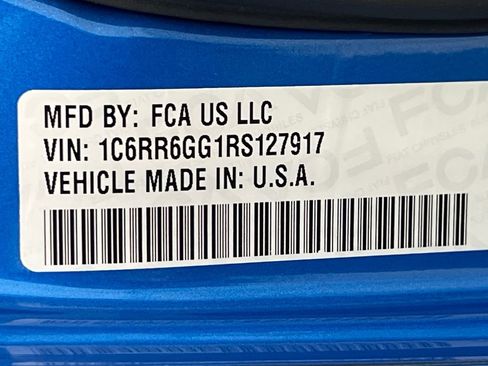 MFD BY: FCA US LLC
VIN: 1C6RR6GG1RS127917
VEHICLE MADE IN: U.S.A.